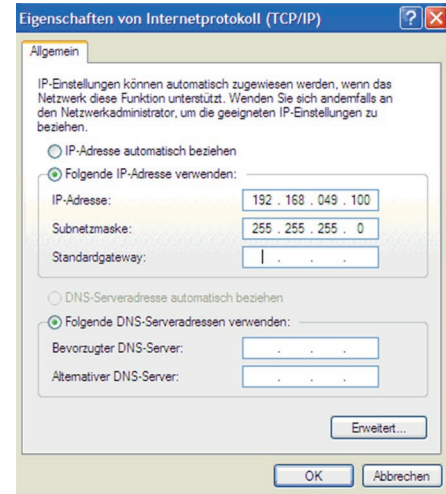 Eigenschaften von Internetprotokoll (TCP/IP)
Allgemein
IP-Einstellungen können automatisch zugewiesen werden, wenn das
Netzwerk diese Funktion unterstützt. Wenden Sie sich andernfalls an
den Netzwerkadministrator, um die geeigneten IP-Einstellungen zu
beziehen.
IP-Adresse automatisch beziehen
Folgende IP-Adresse verwenden:
IP-Adresse: 192 . 168 . 049 . 100
Subnetzmaske: 255 . 255 . 255 . 0
Standardgateway: . . .
DNS-Serveradresse automatisch beziehen
Folgende DNS-Serveradressen verwenden:
Bevorzugter DNS-Server: . . .
Alternativer DNS-Server: . . .
Erweitert...
OK Abbrechen